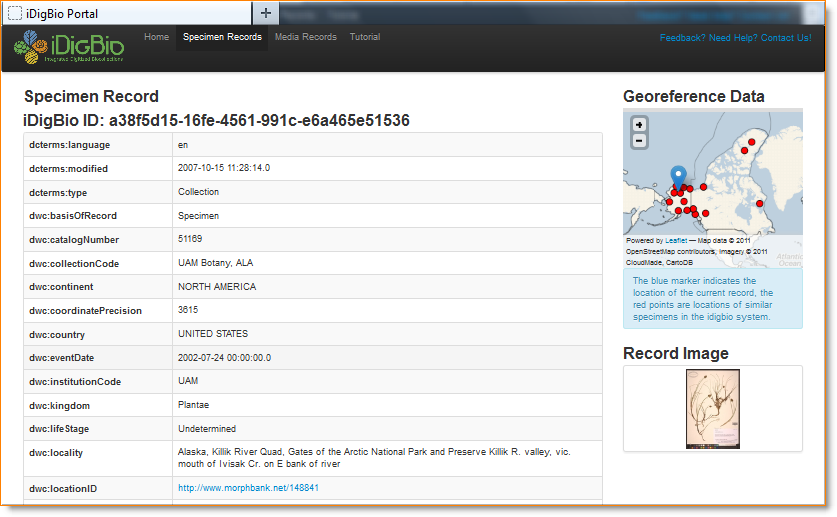 iDigBio Portal
+
iDigBio
Integrated Digitized Biocollections
Home
Specimen Records
Media Records
Tutorial
Feedback? Need Help? Contact Us!
Specimen Record
iDigBio ID: a38f5d15-16fe-4561-991c-e6a465e51536
dcterms:language en
dcterms:modified 2007-10-15 11:28:14.0
dcterms:type Collection
dwc:basisOfRecord Specimen
dwc:catalogNumber 51169
dwc:collectionCode UAM Botany, ALA
dwc:continent NORTH AMERICA
dwc:coordinatePrecision 3615
dwc:country UNITED STATES
dwc:eventDate 2002-07-24 00:00:00.0
dwc:institutionCode UAM
dwc:kingdom Plantae
dwc:lifeStage Undetermined
dwc:locality Alaska, Killik River Quad, Gates of the Arctic National Park and Preserve Killik R. valley, vic.
mouth of Ivisak Cr. on E bank of river
dwc:locationID http://www.morphbank.net/148841
Georeference Data
+
−
Atlantic
Ocean
Powered by Leaflet — Map data © 2011
OpenStreetMap contributors, Imagery © 2011
CloudMade, CartoDB
The blue marker indicates the
location of the current record, the
red points are locations of similar
specimens in the idigbio system.
Record Image